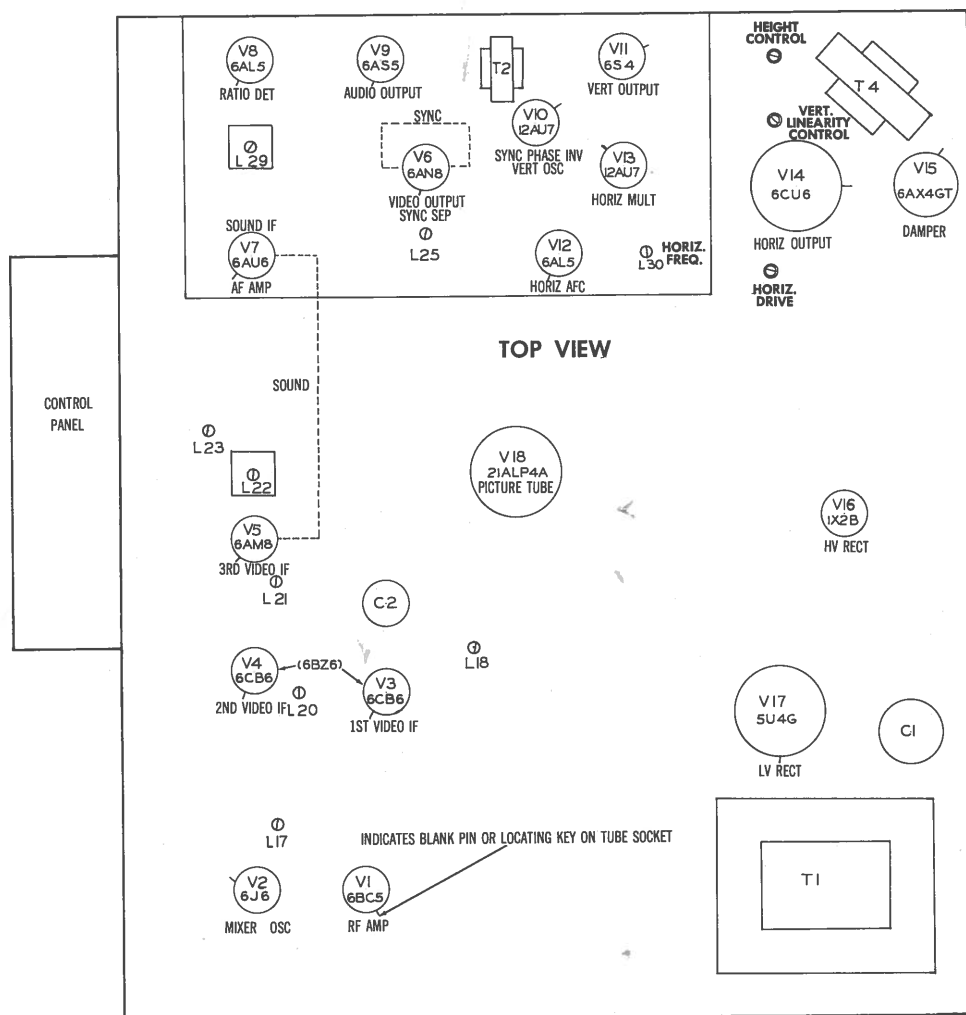 V8
6AL5
RATIO DET
V9
6AS5
AUDIO OUTPUT
T2
V11
6S4
VERT OUTPUT
HEIGHT
CONTROL
T4
SYNC
V10
12AU7
SYNC PHASE INV
VERT OSC
VERT.
LINEARITY
CONTROL
L29
V6
6AN8
VIDEO OUTPUT
SYNC SEP
V13
12AU7
HORIZ MULT
V14
6CU6
HORIZ OUTPUT
V15
6AX4GT
DAMPER
SOUND IF
V7
6AU6
AF AMP
L25
V12
6AL5
HORIZ AFC
L30
HORIZ.
FREQ.
HORIZ.
DRIVE
TOP VIEW
CONTROL
PANEL
SOUND
L23
L22
V18
21ALP4A
PICTURE TUBE
V16
1X2B
HV RECT
V5
6AM8
3RD VIDEO IF
L21
C2
L18
V4
6CB6
2ND VIDEO IF
(6BZ6)
L20
V3
6CB6
1ST VIDEO IF
V17
5U4G
LV RECT
C1
L17
INDICATES BLANK PIN OR LOCATING KEY ON TUBE SOCKET
V2
6J6
MIXER OSC
V1
6BC5
RF AMP
T1